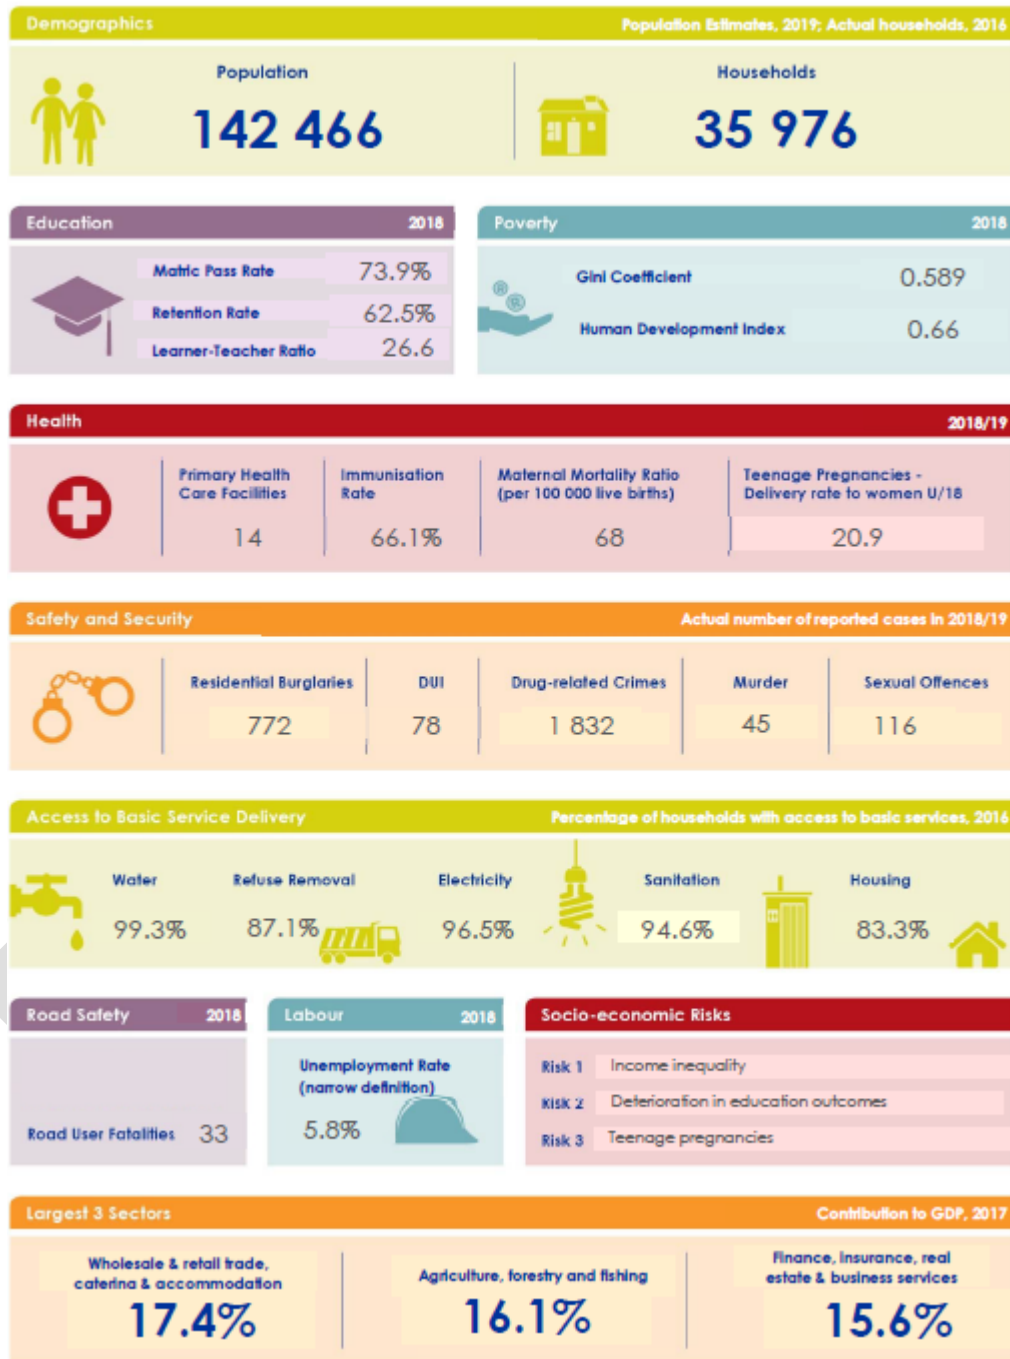 Demographics Population Estimates, 2019; Actual households, 2016
Population Households
142 466 35 976
Education 2018
Matric Pass Rate 73.9%
Retention Rate 62.5%
Learner-Teacher Ratio 26.6
Poverty 2018
Gini Coefficient 0.589
Human Development Index 0.66
Health 2018/19
Primary Health Care Facilities
14
Immunisation Rate
66.1%
Maternal Mortality Ratio
(per 100 000 live births)
68
Teenage Pregnancies -
Delivery rate to women U/18
20.9
Safety and Security Actual number of reported cases in 2018/19
Residential Burglaries DUI Drug-related Crimes Murder Sexual Offences
772 78 1 832 45 116
Access to Basic Service Delivery Percentage of households with access to basic services, 2016
Water Refuse Removal Electricity Sanitation Housing
99.3% 87.1% 96.5% 94.6% 83.3%
Road Safety 2018
Road User Fatalities 33
Labour 2018
Unemployment Rate
(narrow definition)
5.8%
Socio-economic Risks
Risk 1 Income inequality
Risk 2 Deterioration in education outcomes
Risk 3 Teenage pregnancies
Largest 3 Sectors Contribution to GDP, 2017
Wholesale & retail trade,
catering & accommodation
17.4%
Agriculture, forestry and fishing
16.1%
Finance, insurance, real
estate & business services
15.6%